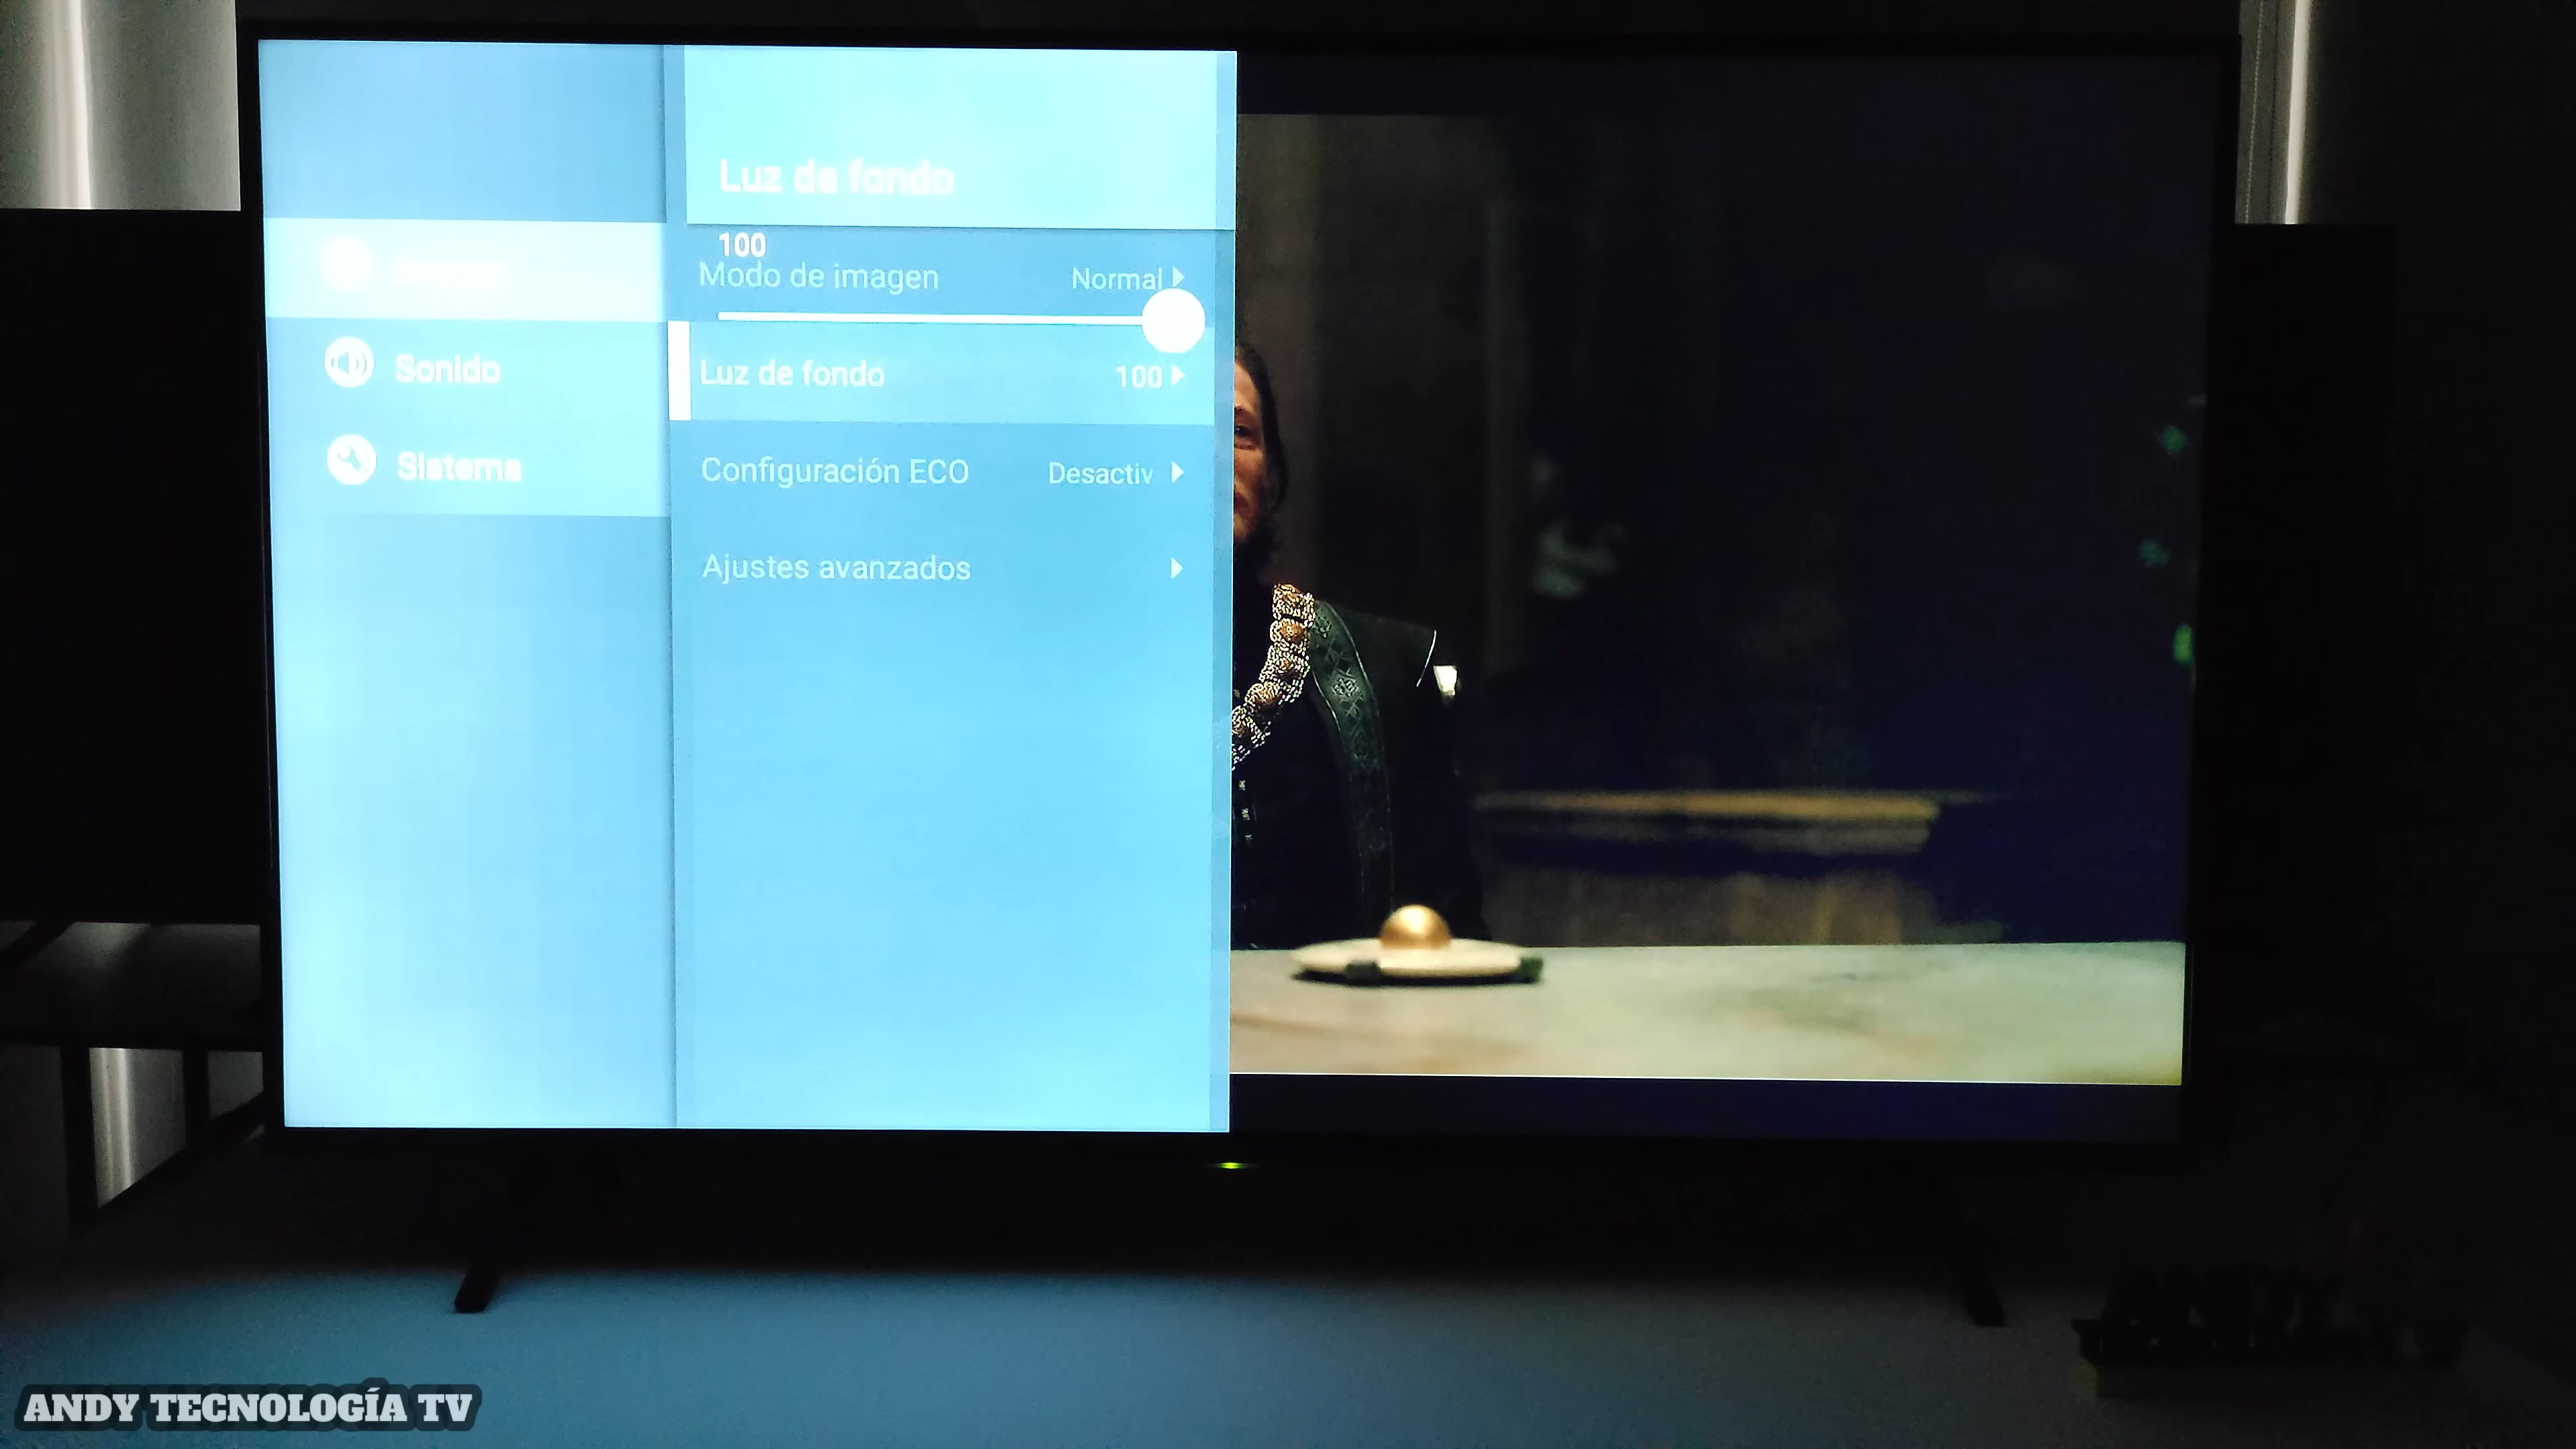 Luz de fondo
100
Modo de imagen Normal
Sonido
Luz de fondo 100
Sistema
Configuración ECO Desactiv
Ajustes avanzados
ANDY TECNOLOGÍA TV